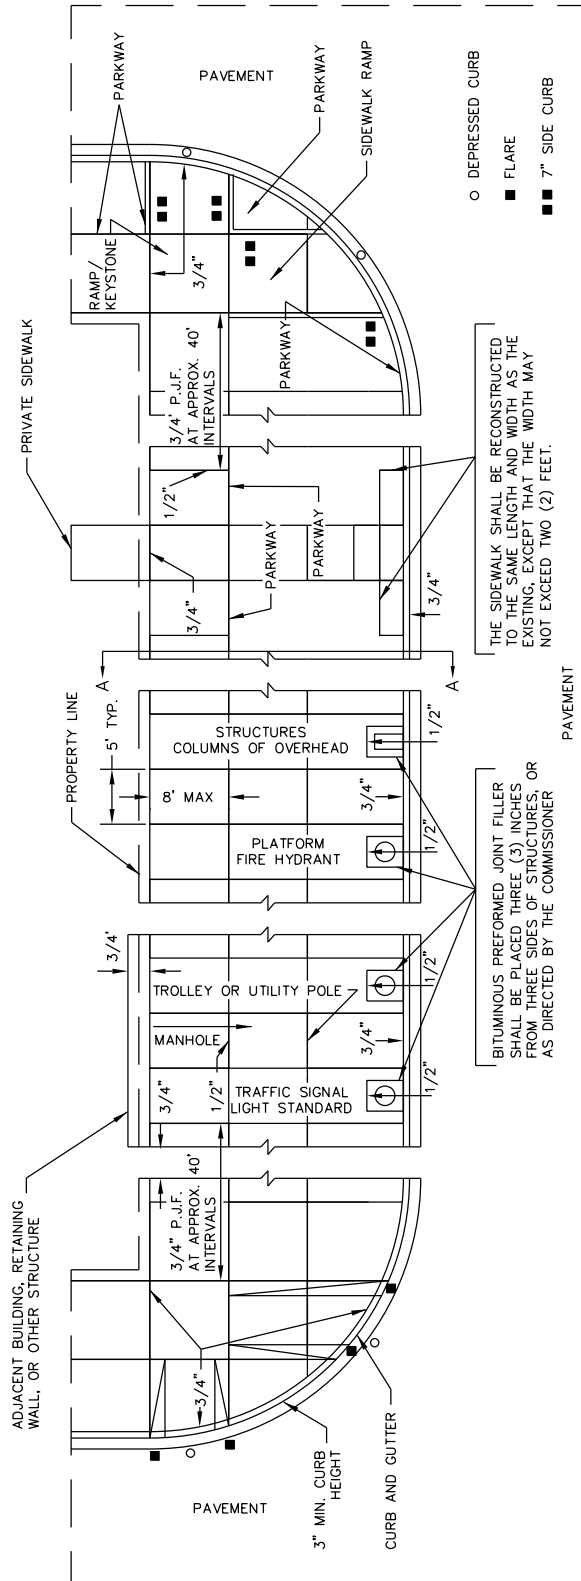 ADJACENT BUILDING, RETAINING
WALL, OR OTHER STRUCTURE
PROPERTY LINE
PRIVATE SIDEWALK
PAVEMENT
3/4"
3/4" P.J.F.
AT APPROX. 40'
INTERVALS
3" MIN. CURB
HEIGHT
CURB AND GUTTER
3/4"
3/4'
TROLLEY OR UTILITY POLE
MANHOLE
1/2"
TRAFFIC SIGNAL
LIGHT STANDARD
3/4"
1/2"
1/2"
A
5' TYP.
8' MAX
STRUCTURES
COLUMNS OF OVERHEAD
PLATFORM
FIRE HYDRANT
3/4"
1/2"
1/2"
A
BITUMINOUS PREFORMED JOINT FILLER
SHALL BE PLACED THREE (3) INCHES
FROM THREE SIDES OF STRUCTURES, OR
AS DIRECTED BY THE COMMISSIONER
PAVEMENT
3/4"
1/2"
PARKWAY
PARKWAY
3/4"
THE SIDEWALK SHALL BE RECONSTRUCTED
TO THE SAME LENGTH AND WIDTH AS THE
EXISTING, EXCEPT THAT THE WIDTH MAY
NOT EXCEED TWO (2) FEET.
3/4' P.J.F.
AT APPROX. 40'
INTERVALS
RAMP/
KEYSTONE
3/4"
PARKWAY
PARKWAY
PAVEMENT
PARKWAY
SIDEWALK RAMP
DEPRESSED CURB
FLARE
7" SIDE CURB